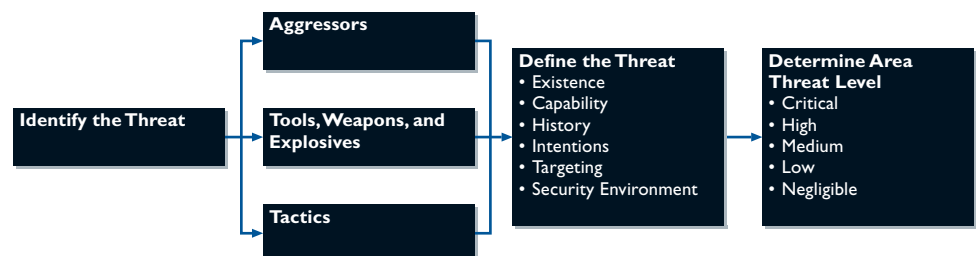 Identify the Threat
Aggressors
Tools, Weapons, and
Explosives
Tactics
Define the Threat
• Existence
• Capability
• History
• Intentions
• Targeting
• Security Environment
Determine Area
Threat Level
• Critical
• High
• Medium
• Low
• Negligible